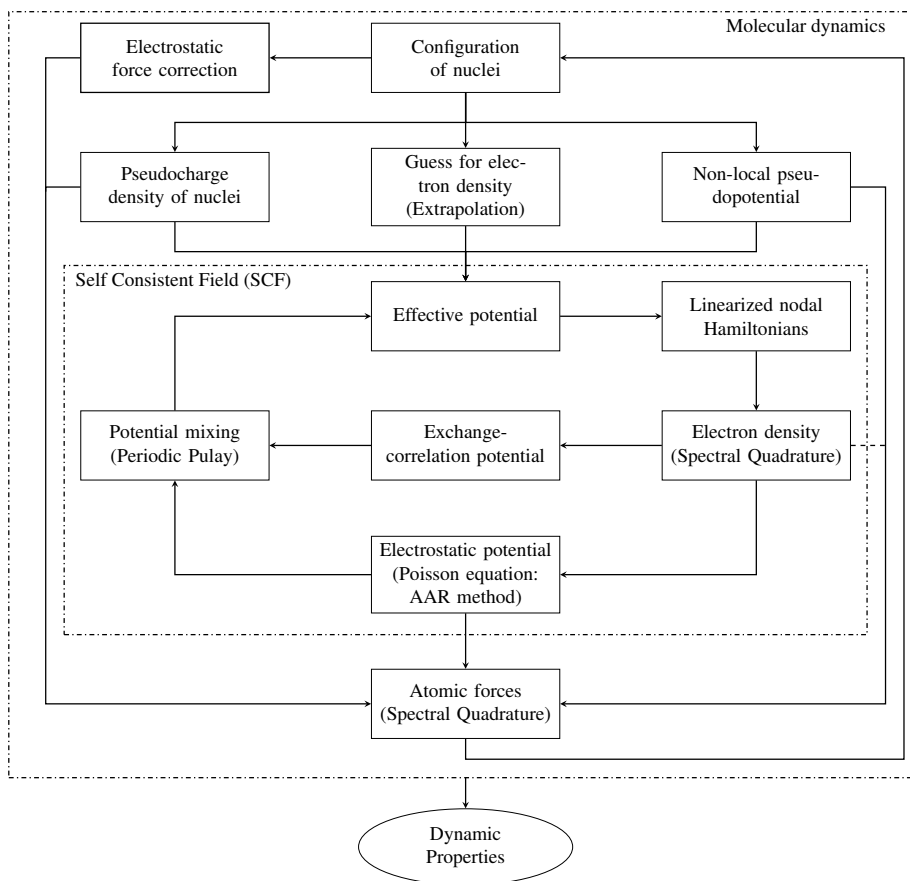 Molecular dynamics
Electrostatic
force correction
Configuration
of nuclei
Pseudocharge
density of nuclei
Guess for elec-
tron density
(Extrapolation)
Non-local pseu-
dopotential
Self Consistent Field (SCF)
Effective potential
Linearized nodal
Hamiltonians
Potential mixing
(Periodic Pulay)
Exchange-
correlation potential
Electron density
(Spectral Quadrature)
Electrostatic potential
(Poisson equation:
AAR method)
Atomic forces
(Spectral Quadrature)
Dynamic
Properties